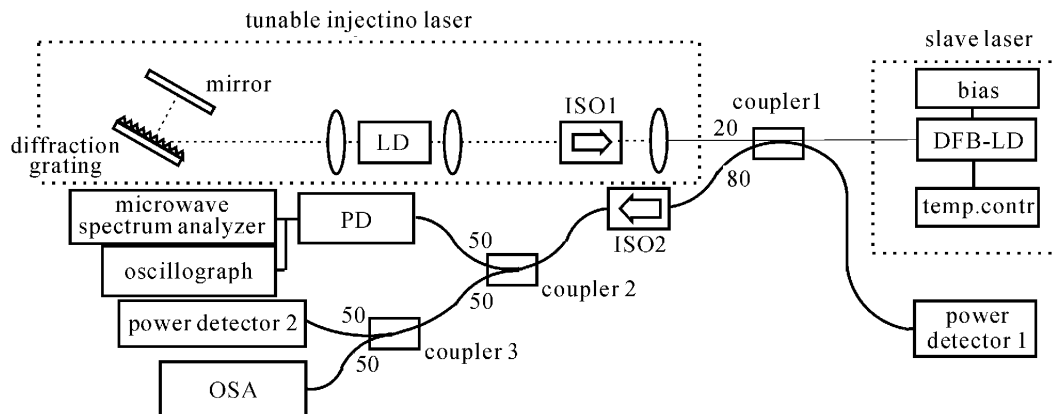 tunable injectino laser
slave laser
mirror
ISO1
coupler1
bias
diffraction
grating
LD
20
DFB-LD
80
temp.contr
microwave
spectrum analyzer
PD
ISO2
50
oscillograph
50
coupler 2
power detector 2
50
coupler 3
power
detector 1
50
OSA